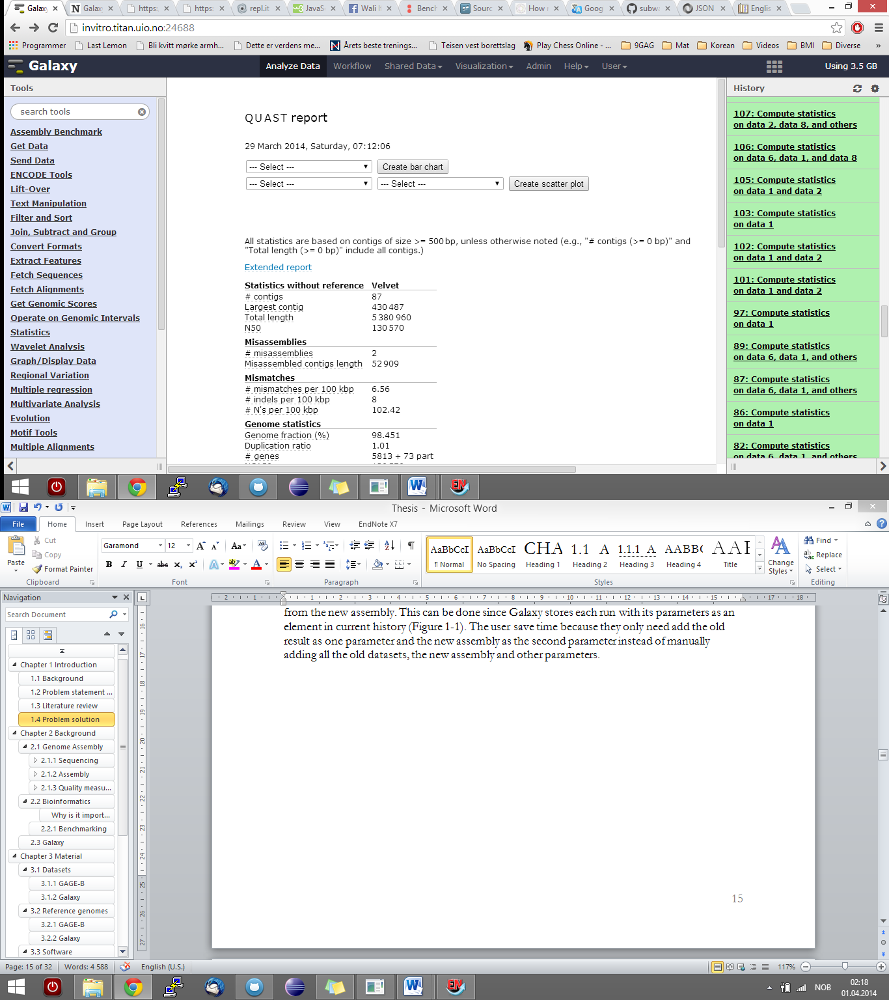 Galaxy
Galaxy
https:
https:
repl.it
JavaSc
Wali If
Bench
Sourc
How r
Goog
subwa
JSON
Englis
invitro.titan.uio.no:24688
Programmer
Last Lemon
Bli kvitt mørke armh...
Dette er verdens me...
Årets beste trenings...
Teisen vest borettslag
Play Chess Online - ...
9GAG
Mat
Korean
Videos
BMI
Diverse
»
Galaxy
Analyze Data
Workflow
Shared Data
Visualization
Admin
Help
User
Using 3.5 GB
Tools
search tools
Assembly Benchmark
Get Data
Send Data
ENCODE Tools
Lift-Over
Text Manipulation
Filter and Sort
Join, Subtract and Group
Convert Formats
Extract Features
Fetch Sequences
Fetch Alignments
Get Genomic Scores
Operate on Genomic Intervals
Statistics
Wavelet Analysis
Graph/Display Data
Regional Variation
Multiple regression
Multivariate Analysis
Evolution
Motif Tools
Multiple Alignments
QUAST report
29 March 2014, Saturday, 07:12:06
--- Select --- Create bar chart
--- Select --- --- Select --- Create scatter plot
All statistics are based on contigs of size >= 500 bp, unless otherwise noted (e.g., "# contigs (>= 0 bp)" and
"Total length (>= 0 bp)" include all contigs.)
Extended report
Statistics without reference Velvet
# contigs 87
Largest contig 430 487
Total length 5 380 960
N50 130 570
Misassemblies
# misassemblies 2
Misassembled contigs length 52 909
Mismatches
# mismatches per 100 kbp 6.56
# indels per 100 kbp 8
# N's per 100 kbp 102.42
Genome statistics
Genome fraction (%) 98.451
Duplication ratio 1.01
# genes 5813 + 73 part
History
107: Compute statistics
on data 2, data 8, and others
106: Compute statistics
on data 6, data 1, and data 8
105: Compute statistics
on data 1 and data 2
103: Compute statistics
on data 1
102: Compute statistics
on data 1 and data 2
101: Compute statistics
on data 1 and data 2
97: Compute statistics
on data 1
89: Compute statistics
on data 6, data 1, and others
87: Compute statistics
on data 6, data 1, and others
86: Compute statistics
on data 1
82: Compute statistics
on data 6, data 1, and others
Thesis - Microsoft Word
File
Home
Insert
Page Layout
References
Mailings
Review
View
EndNote X7
Paste
Cut
Copy
Format Painter
Clipboard
Garamond
12
Font
Paragraph
AaBbCcI
¶ Normal
AaBbCcI
No Spacing
CHA
Heading 1
1.1 A
Heading 2
1.1.1 A
Heading 3
AABBC
Heading 4
AAE
Title
Change
Styles
Styles
Find
Replace
Select
Editing
Navigation
Search Document
Chapter 1 Introduction
1.1 Background
1.2 Problem statement ...
1.3 Literature review
1.4 Problem solution
Chapter 2 Background
2.1 Genome Assembly
2.1.1 Sequencing
2.1.2 Assembly
2.1.3 Quality measu...
2.2 Bioinformatics
Why is it import...
2.2.1 Benchmarking
2.3 Galaxy
Chapter 3 Material
3.1 Datasets
3.1.1 GAGE-B
3.1.2 Galaxy
3.2 Reference genomes
3.2.1 GAGE-B
3.2.2 Galaxy
3.3 Software
from the new assembly. This can be done since Galaxy stores each run with its parameters as an
element in current history (Figure 1-1). The user save time because they only need add the old
result as one parameter and the new assembly as the second parameter instead of manually
adding all the old datasets, the new assembly and other parameters.
15
Page: 15 of 32
Words: 4 588
English (U.S.)
117%
NOB
02:18
01.04.2014